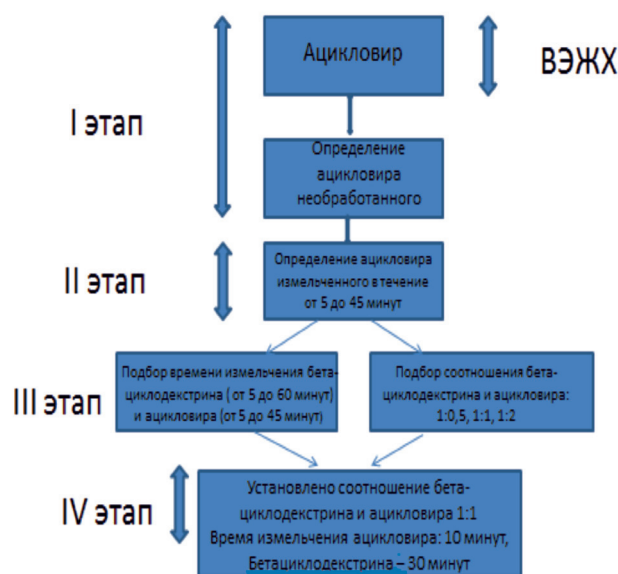 Ацикловир
ВЭЖХ
I этап
Определение
ацикловира
необработанного
II этап
Определение ацикловира
измельченного в течение
от 5 до 45 минут
III этап
Подбор времени измельчения бета-
циклодекстрина ( от 5 до 60 минут)
и ацикловира (от 5 до 45 минут)
Подбор соотношения бета-
циклодекстрина и ацикловира:
1:0,5, 1:1, 1:2
IV этап
Установлено соотношение бета-
циклодекстрина и ацикловира 1:1
Время измельчения ацикловира: 10 минут,
Бетациклодекстрина – 30 минут